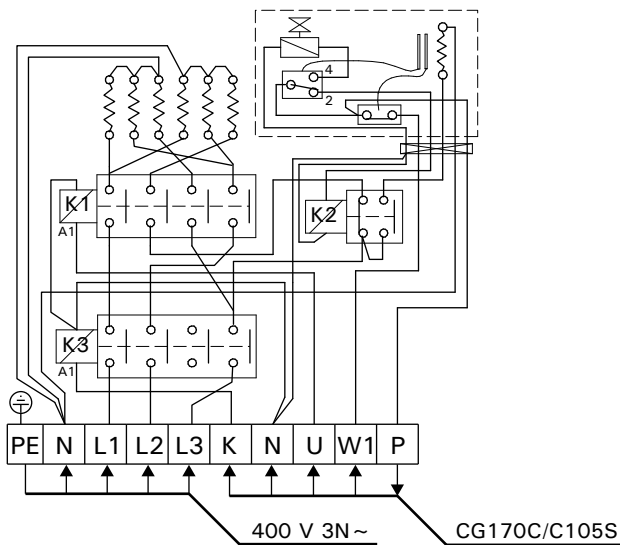 4
2
K1
A1
K2
K3
A1
PE N L1 L2 L3 K N U W1 P
400 V 3N~
CG170C/C105S